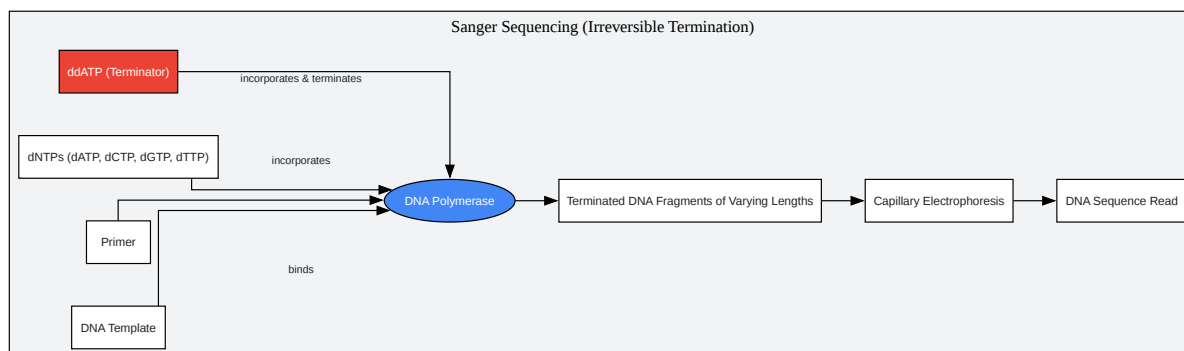 Sanger Sequencing (Irreversible Termination)
ddATP (Terminator)
incorporates & terminates
dNTPs (dATP, dCTP, dGTP, dTTP)
incorporates
DNA Polymerase
Terminated DNA Fragments of Varying Lengths
Capillary Electrophoresis
DNA Sequence Read
Primer
binds
DNA Template